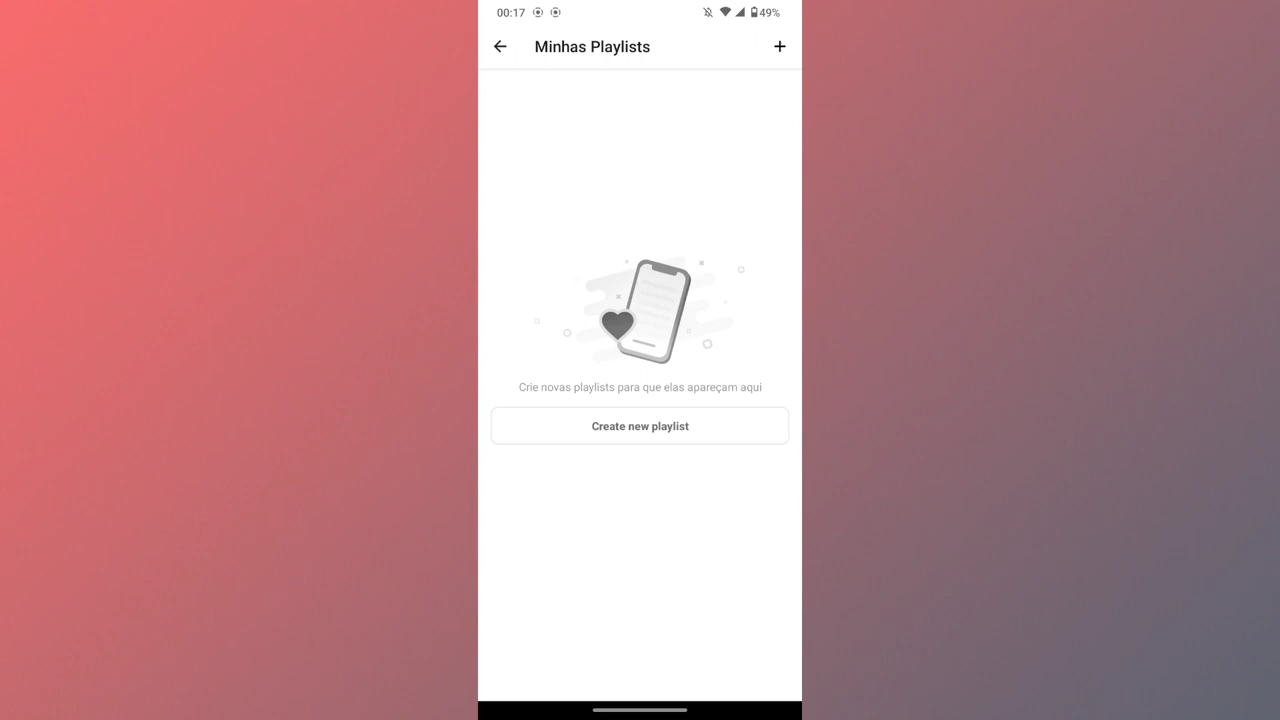 00:17 49%
Minhas Playlists
Crie novas playlists para que elas apareçam aqui
Create new playlist